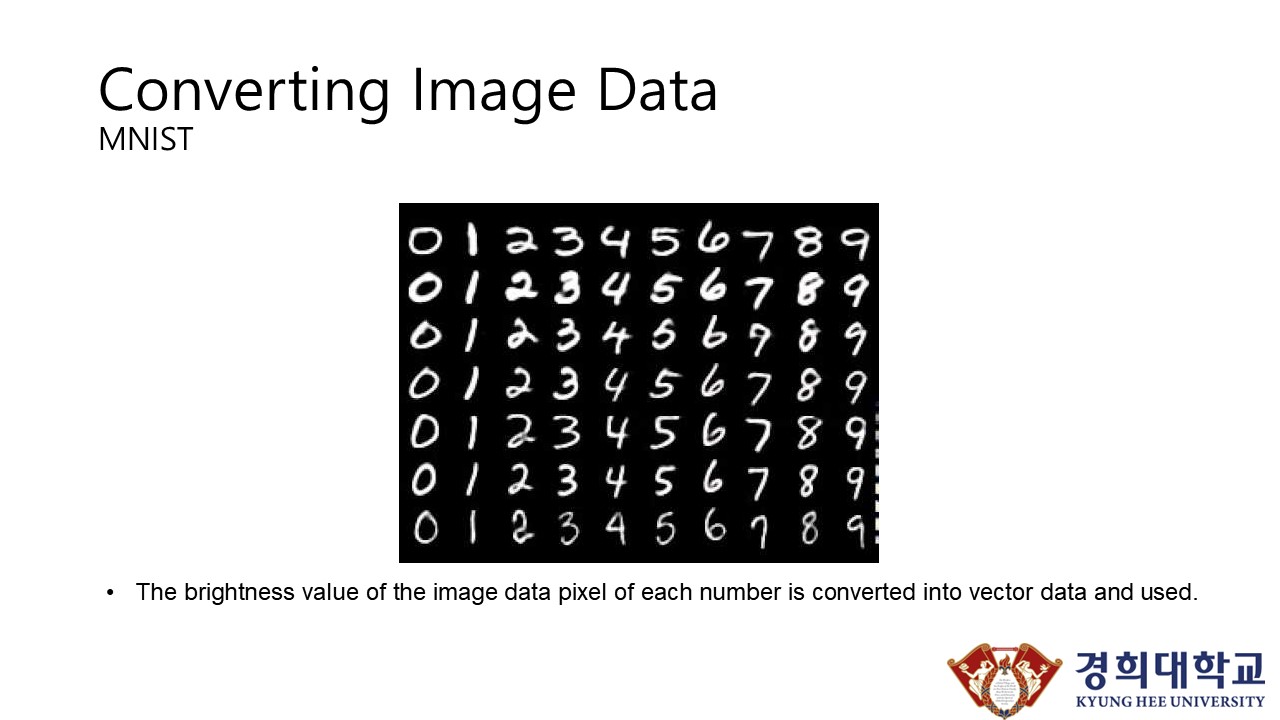 Converting Image Data
MNIST
0 1 2 3 4 5 6 7 8 9
0 1 2 3 4 5 6 7 8 9
0 1 2 3 4 5 6 7 8 9
0 1 2 3 4 5 6 7 8 9
0 1 2 3 4 5 6 7 8 9
0 1 2 3 4 5 6 7 8 9
0 1 2 3 4 5 6 7 8 9
• The brightness value of the image data pixel of each number is converted into vector data and used.
경희대학교
KYUNG HEE UNIVERSITY